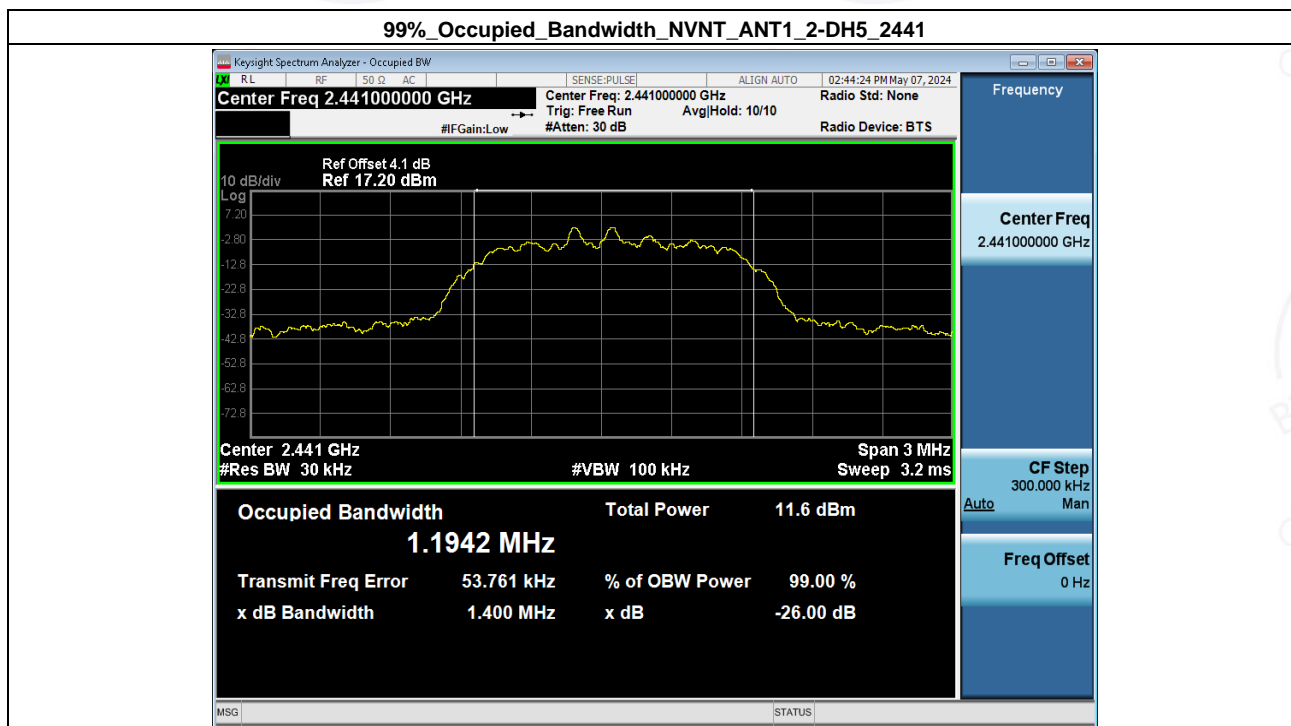 99%_Occupied_Bandwidth_NVNT_ANT1_2-DH5_2441
Keysight Spectrum Analyzer - Occupied BW
LXI RL RF 50 Ω AC SENSE:PULSE ALIGN AUTO 02:44:24 PM May 07, 2024
Center Freq 2.441000000 GHz
Center Freq: 2.441000000 GHz Radio Std: None
Trig: Free Run Avg|Hold: 10/10
#IFGain:Low #Atten: 30 dB Radio Device: BTS
Frequency
Ref Offset 4.1 dB
10 dB/div Ref 17.20 dBm
Log
7.20
-2.80
-12.8
-22.8
-32.8
-42.8
-52.8
-62.8
-72.8
Center 2.441 GHz Span 3 MHz
#Res BW 30 kHz #VBW 100 kHz Sweep 3.2 ms
Center Freq
2.441000000 GHz
CF Step
300.000 kHz
Auto Man
Freq Offset
0 Hz
Occupied Bandwidth Total Power 11.6 dBm
1.1942 MHz
Transmit Freq Error 53.761 kHz % of OBW Power 99.00 %
x dB Bandwidth 1.400 MHz x dB -26.00 dB
MSG STATUS